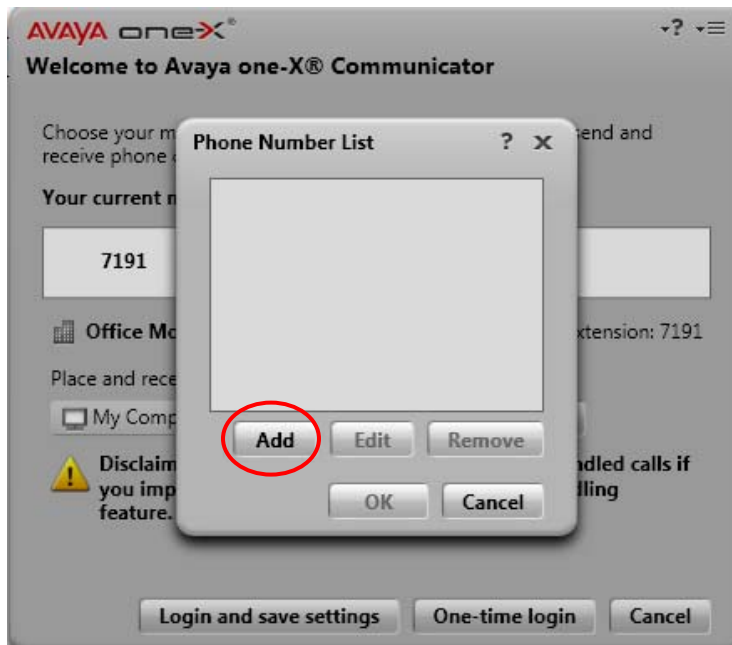 AVAYA one-X®
Welcome to Avaya one-X® Communicator
Choose your m
send and
receive phone
Your current n
7191
Office Mo
xtension: 7191
Place and rece
My Comp
Disclaim
ndled calls if
you imp
lling
feature.
Phone Number List ? x
Add Edit Remove
OK Cancel
Login and save settings One-time login Cancel